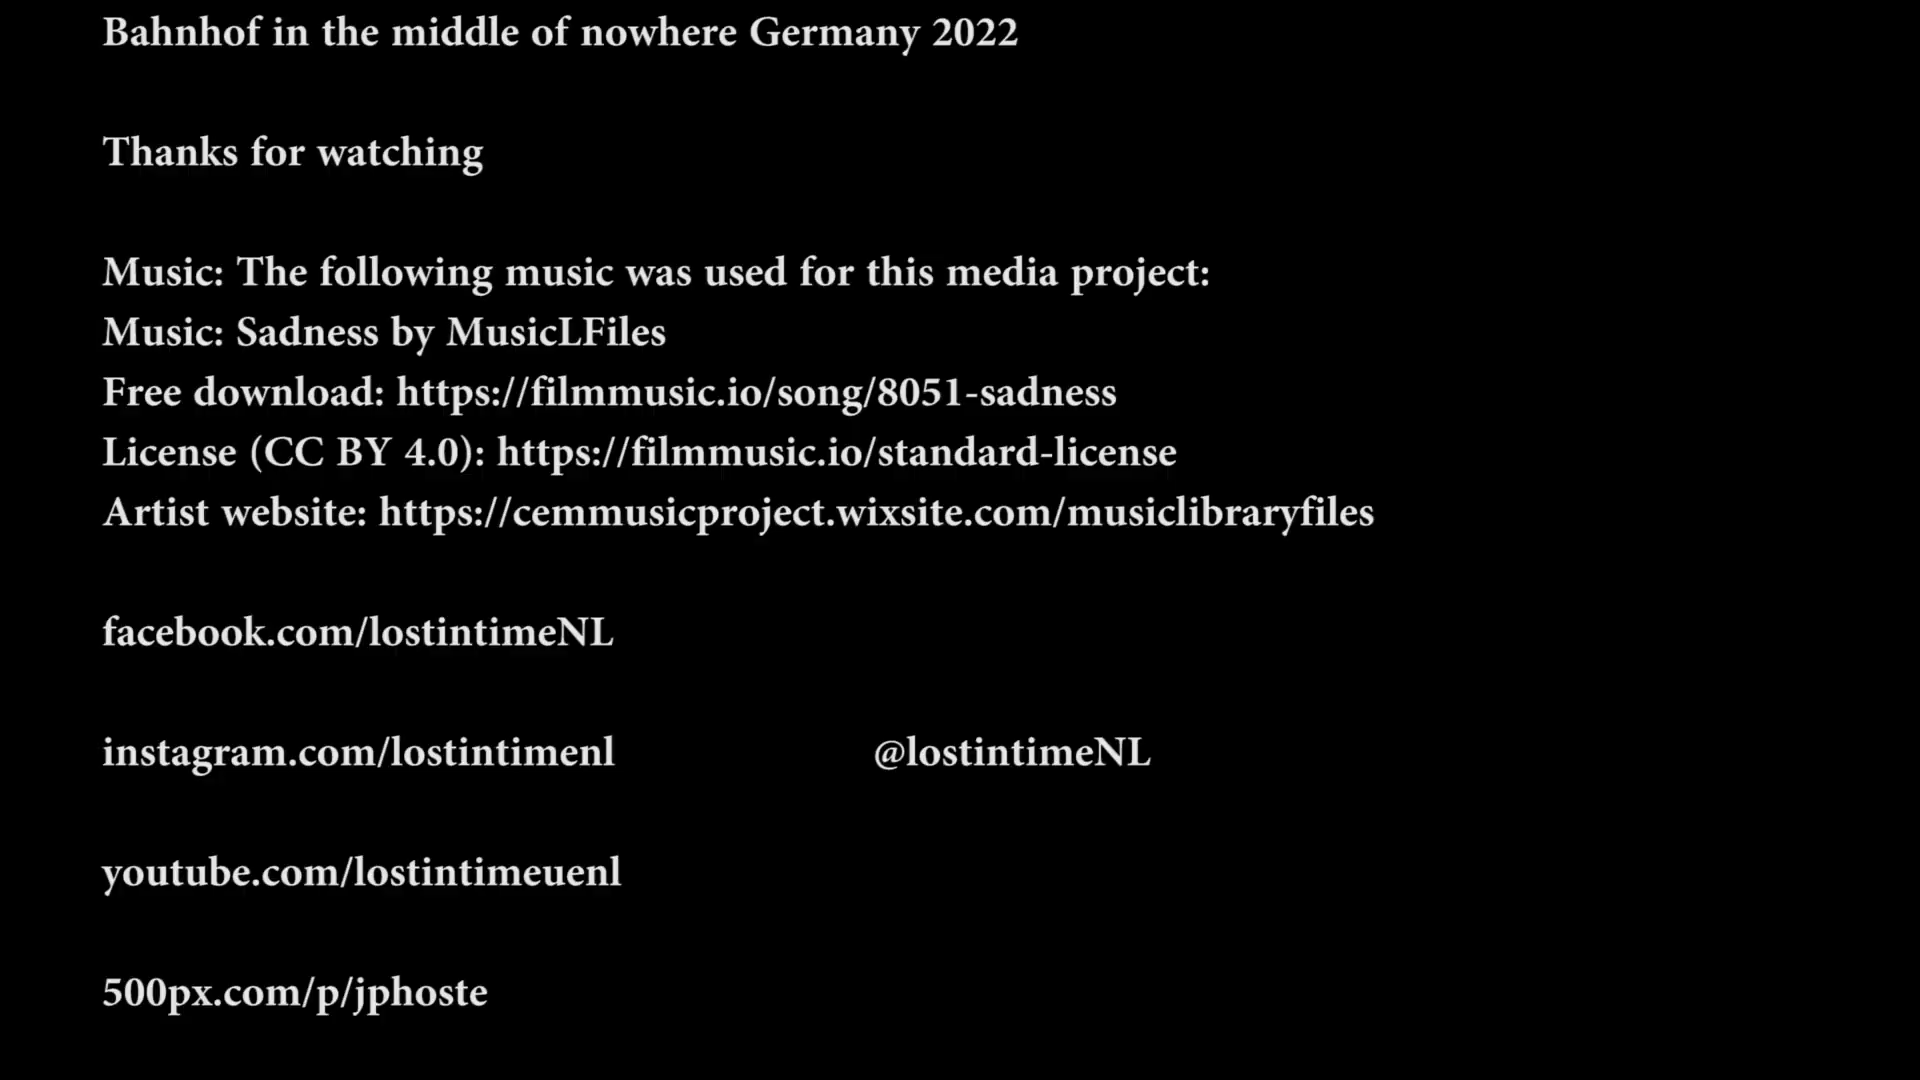 Bahnhof in the middle of nowhere Germany 2022
Thanks for watching
Music: The following music was used for this media project:
Music: Sadness by MusicLFiles
Free download: https://filmmusic.io/song/8051-sadness
License (CC BY 4.0): https://filmmusic.io/standard-license
Artist website: https://cemmusicproject.wixsite.com/musiclibraryfiles
facebook.com/lostintimeNL
instagram.com/lostintimenl @lostintimeNL
youtube.com/lostintimeuenl
500px.com/p/jphoste